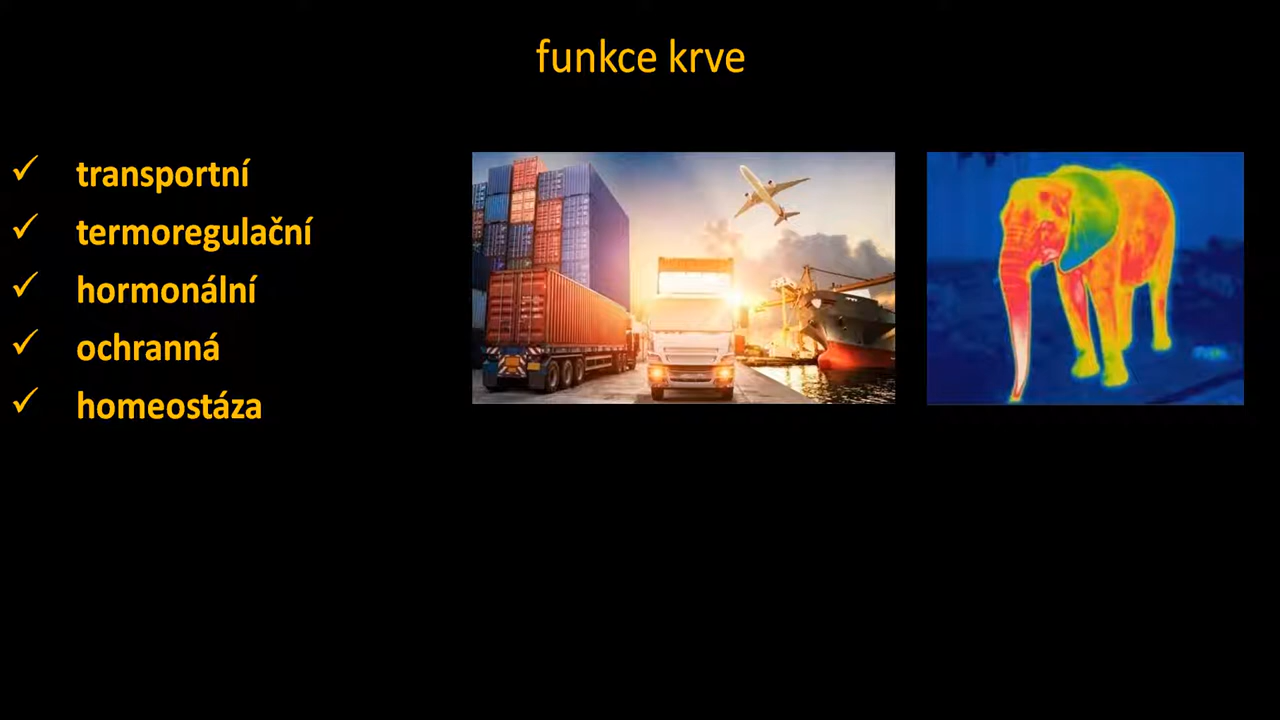 funkce krve
✓ transportní
✓ termoregulační
✓ hormonální
✓ ochranná
✓ homeostáza